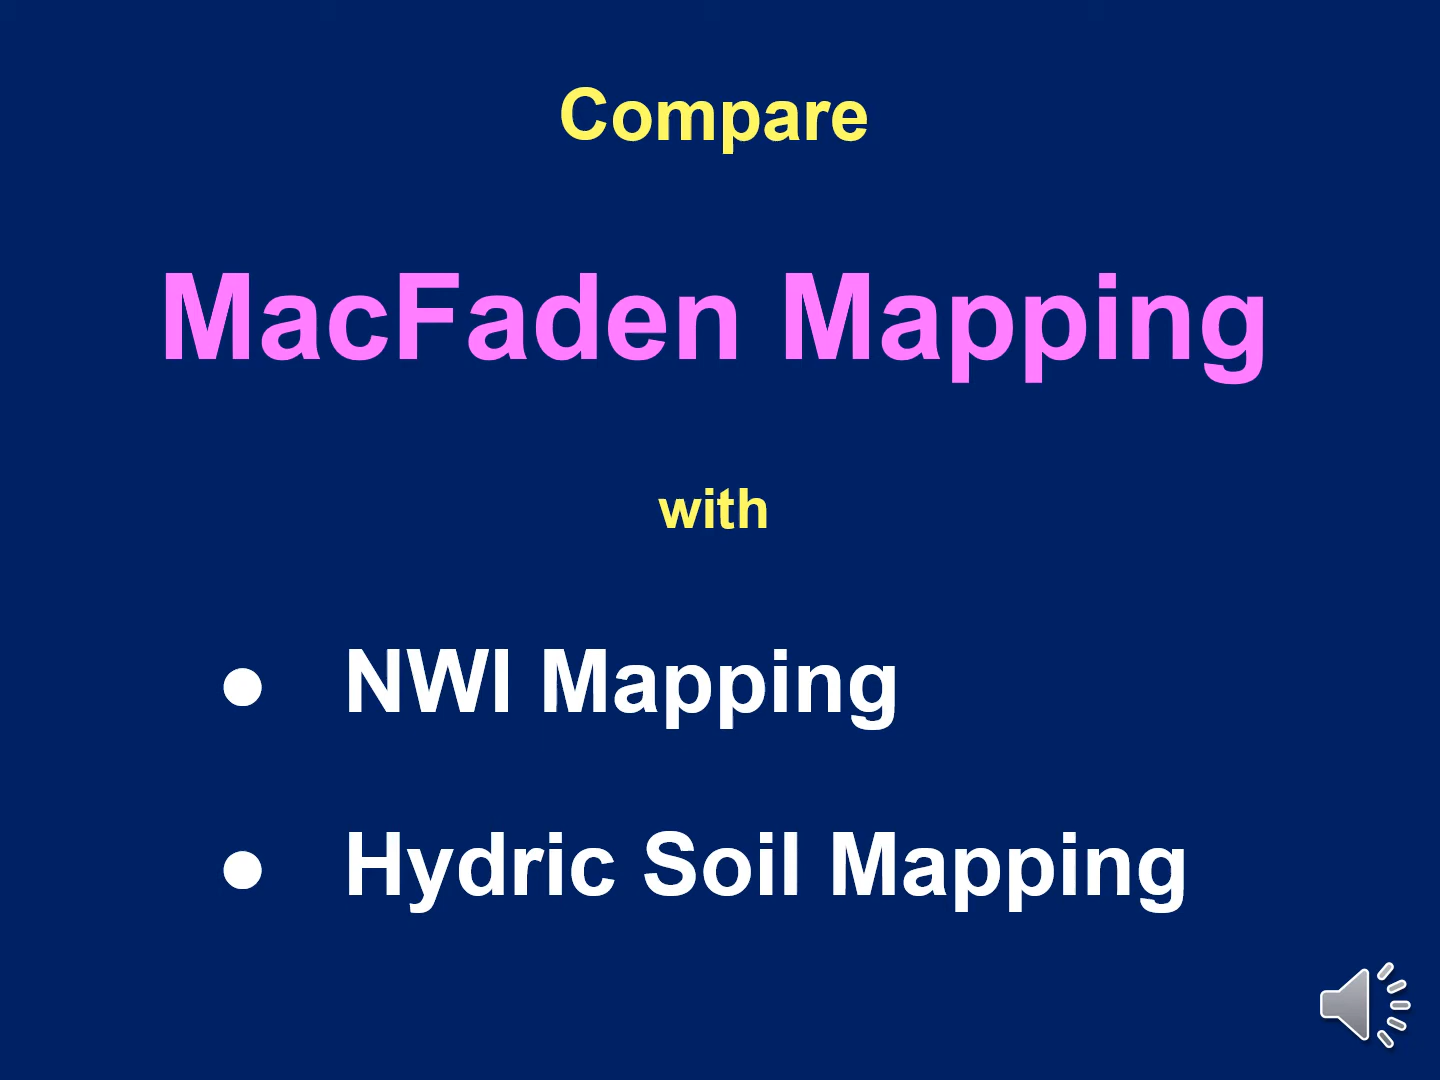 Compare
MacFaden Mapping
with
● NWI Mapping
● Hydric Soil Mapping